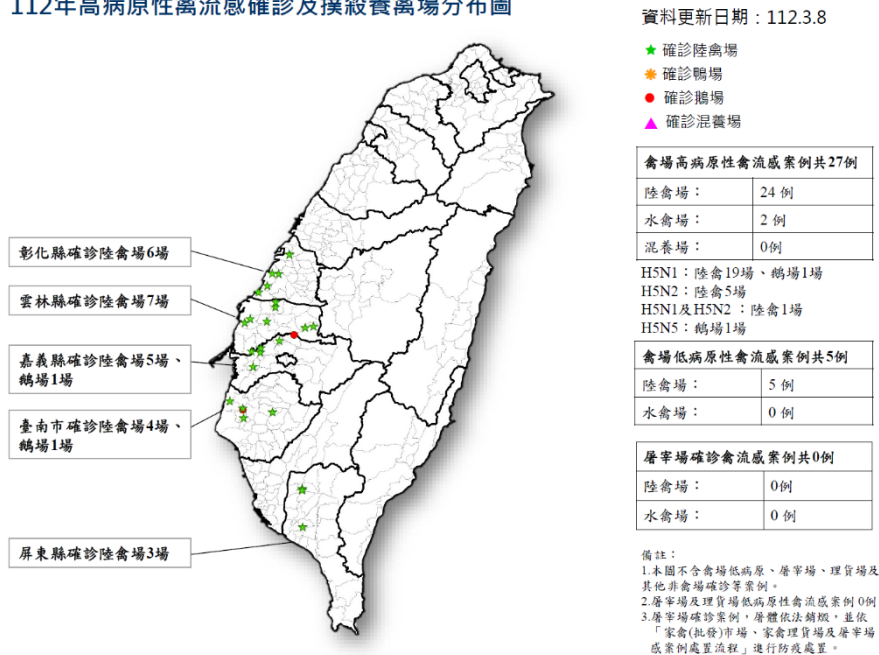 112年高病原性禽流感確診及撲殺養禽場分布圖
資料更新日期：112.3.8
確診陸禽場
確診鴨場
確診鵝場
確診混養場
禽場高病原性禽流感案例共27例
陸禽場： 24 例
水禽場： 2 例
混養場： 0例
H5N1：陸禽19場、鵝場1場
H5N2：陸禽5場
H5N1及H5N2 ：陸禽1場
H5N5：鵝場1場
禽場低病原性禽流感案例共5例
陸禽場： 5 例
水禽場： 0 例
屠宰場確診禽流感案例共0例
陸禽場： 0例
水禽場： 0 例
備註：
1.本圖不含禽場低病原、屠宰場、理貨場及
其他非禽場確診等案例。
2.屠宰場及理貨場低病原性禽流感案例 0例
3.屠宰場確診案例，屠體依法銷燬，並依
「家禽(批發)市場、家禽理貨場及屠宰場
感案例處置流程」進行防疫處置。
彰化縣確診陸禽場6場
雲林縣確診陸禽場7場
嘉義縣確診陸禽場5場、
鵝場1場
臺南市確診陸禽場4場、
鵝場1場
屏東縣確診陸禽場3場